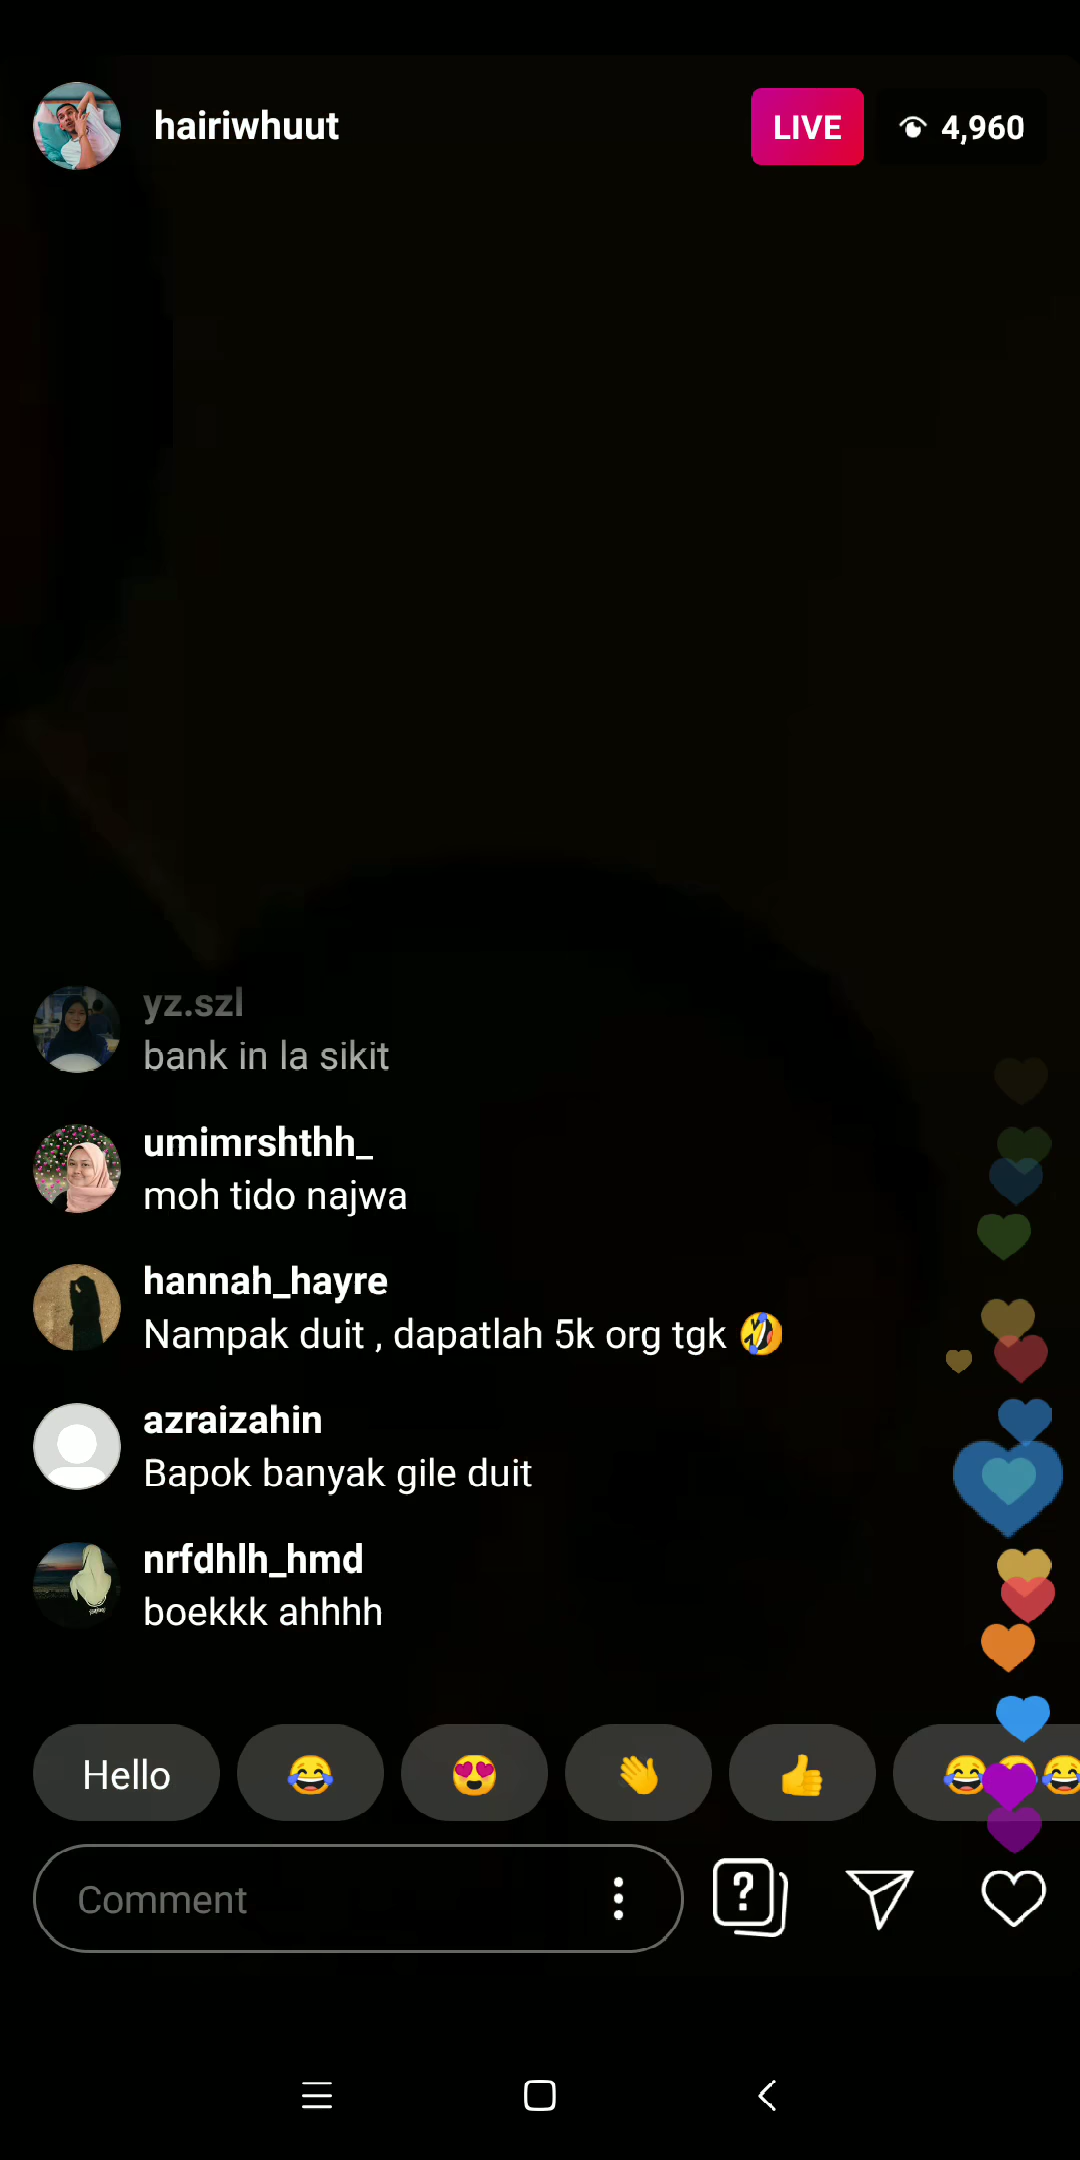 hairiwhuut
LIVE 4,960
yz.szl
bank in la sikit
umimrshthh_
moh tido najwa
hannah_hayre
Nampak duit , dapatlah 5k org tgk 🤣
azraizahin
Bapok banyak gile duit
nrfdhlh_hmd
boekkk ahhhh
Hello 😂 😍 👋 👍 😂😂😂
Comment